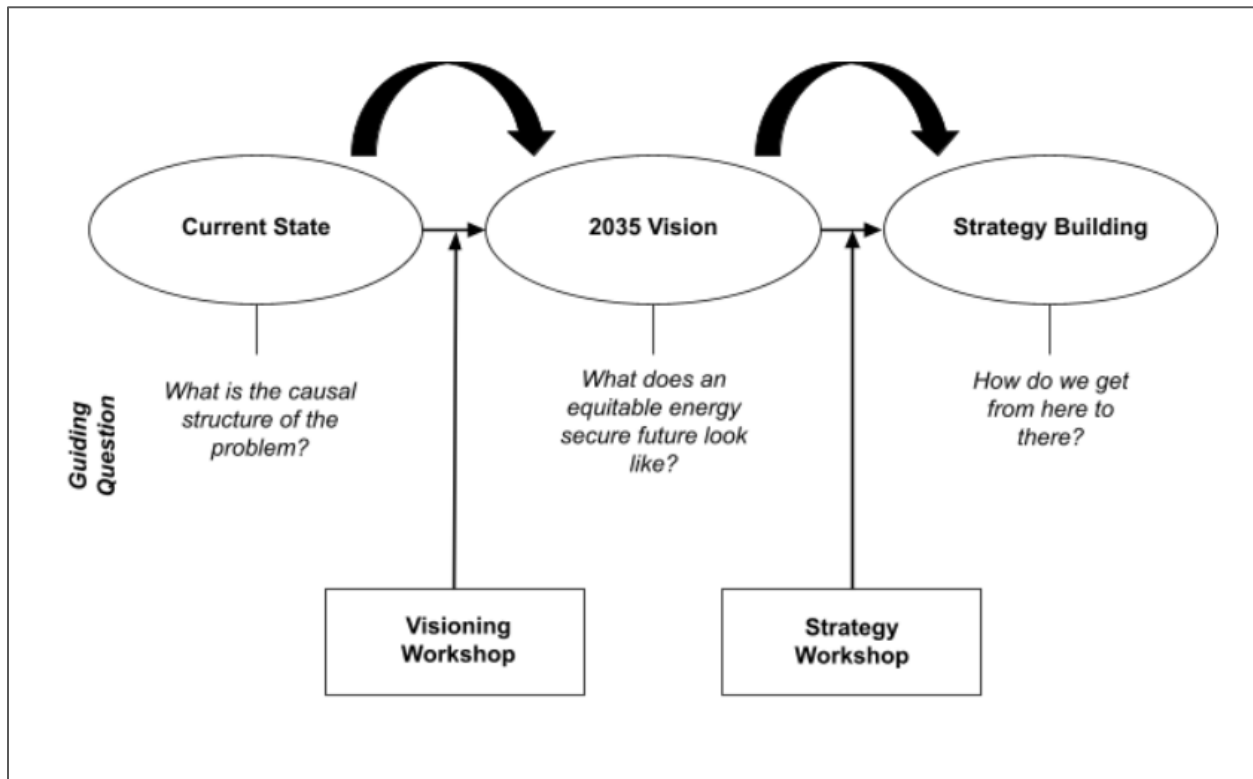 Current State
2035 Vision
Strategy Building
Guiding
Question
What is the causal
structure of the
problem?
What does an
equitable energy
secure future look
like?
How do we get
from here to
there?
Visioning
Workshop
Strategy
Workshop